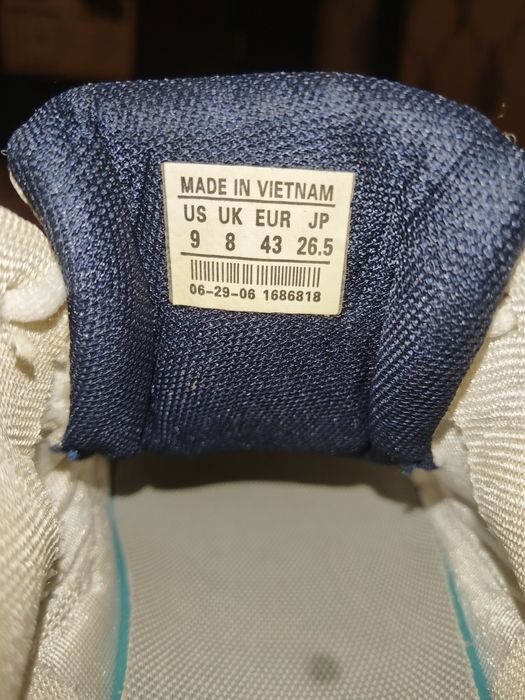 MADE IN VIETNAM
US UK EUR JP
9 8 43 26.5
06-29-06 1686818